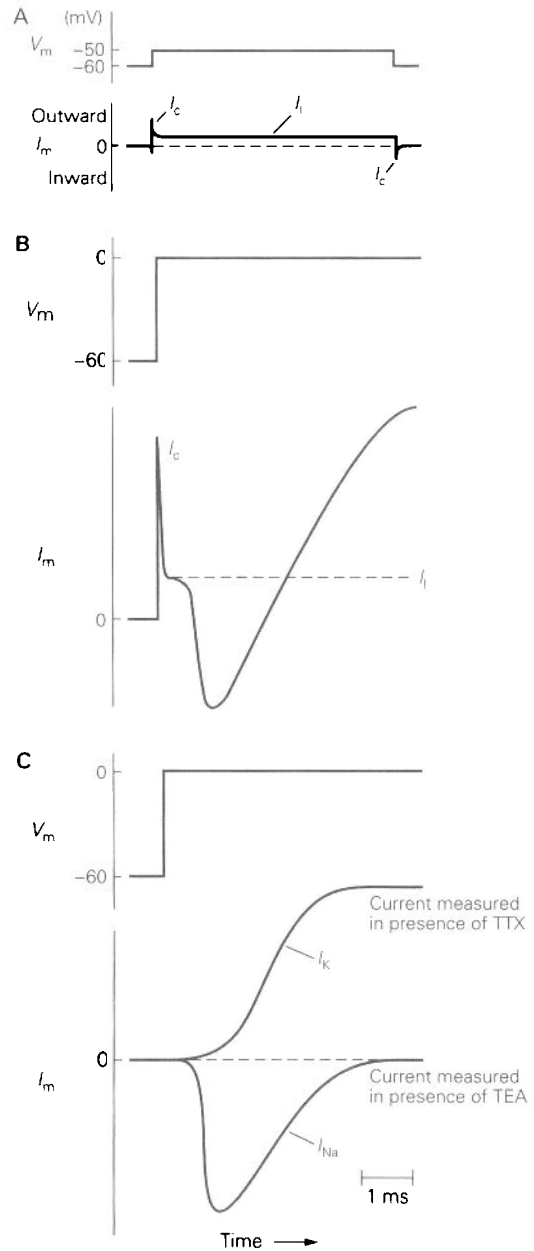 A (mV)
Vm −50
−60
Ic Il
Outward
Im 0
Inward
Ic
B
0
Vm
−60
Ic
Im
Il
0
C
0
Vm
−60
Current measured
in presence of TTX
IK
0
Im
Current measured
in presence of TEA
INa
1 ms
Time